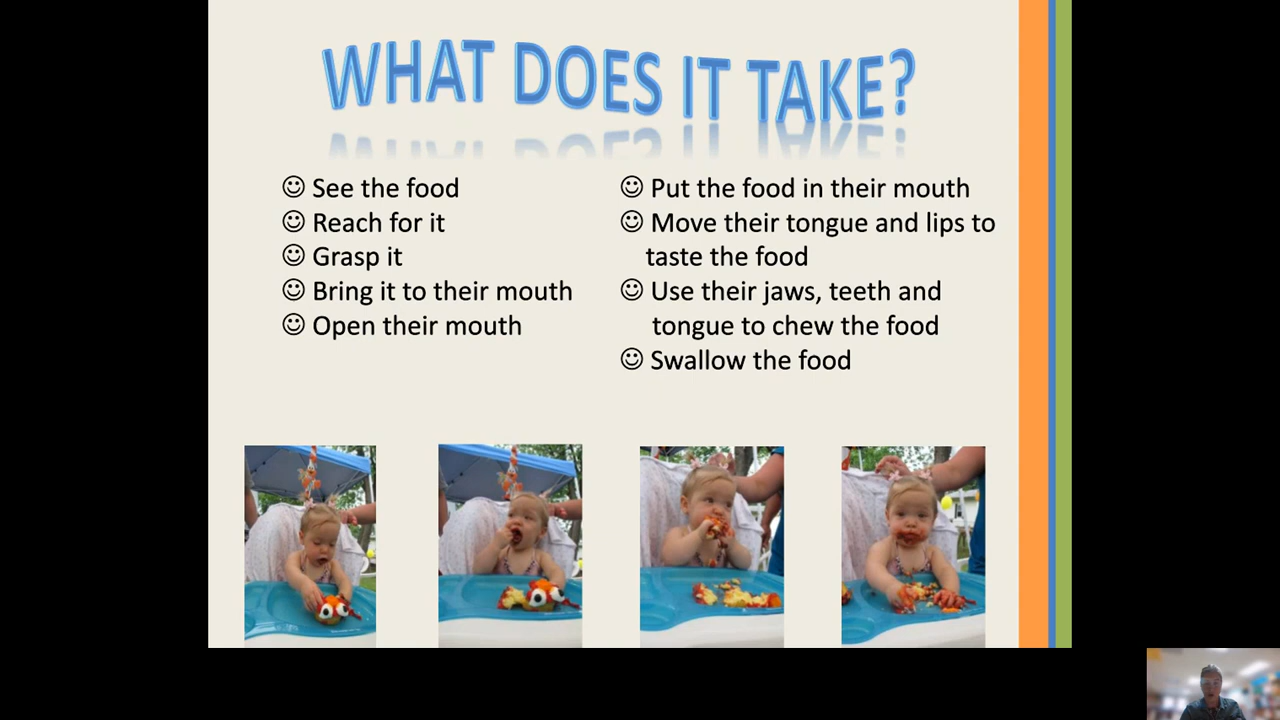 WHAT DOES IT TAKE?
☺ See the food
☺ Reach for it
☺ Grasp it
☺ Bring it to their mouth
☺ Open their mouth
☺ Put the food in their mouth
☺ Move their tongue and lips to
taste the food
☺ Use their jaws, teeth and
tongue to chew the food
☺ Swallow the food